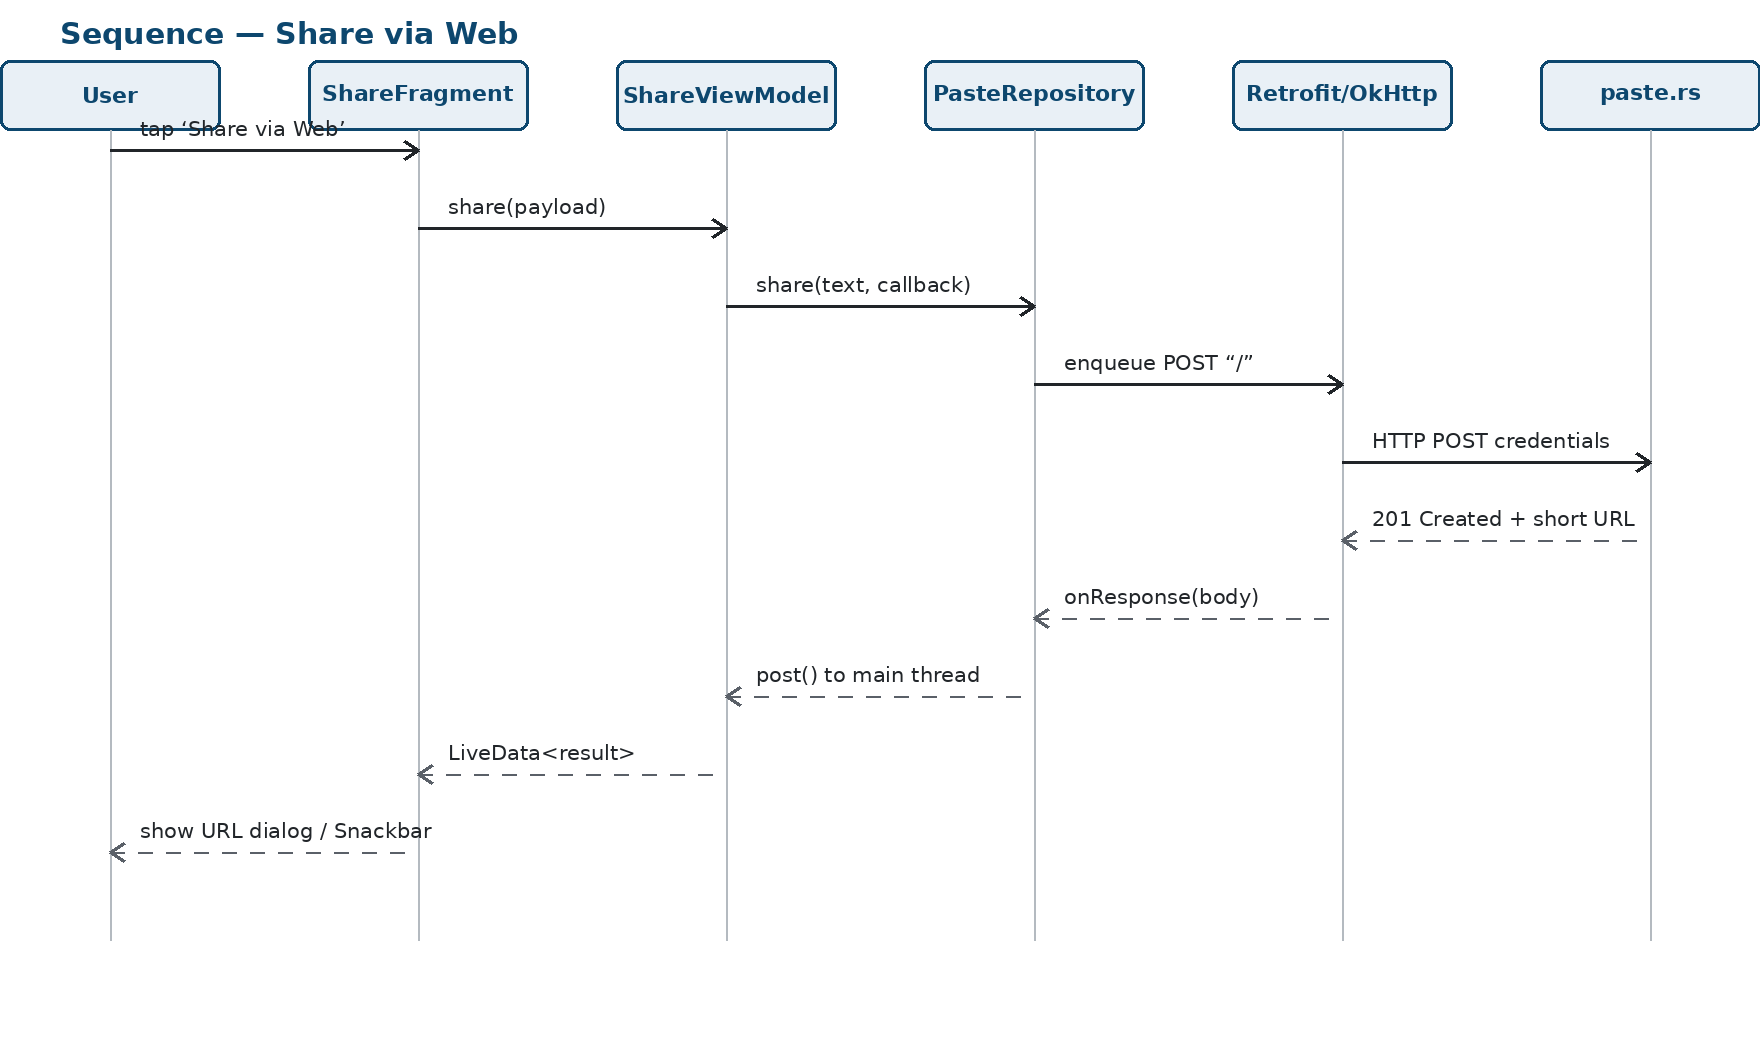 Sequence — Share via Web
User
ShareFragment
ShareViewModel
PasteRepository
Retrofit/OkHttp
paste.rs
tap ‘Share via Web’
share(payload)
share(text, callback)
enqueue POST “/”
HTTP POST credentials
201 Created + short URL
onResponse(body)
post() to main thread
LiveData<result>
show URL dialog / Snackbar